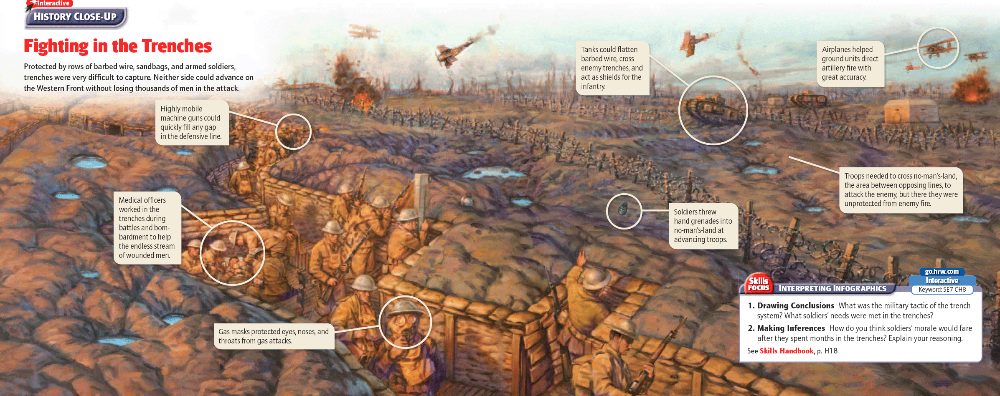 Interactive
HISTORY CLOSE-UP
Fighting in the Trenches
Protected by rows of barbed wire, sandbags, and armed soldiers,
trenches were very difficult to capture. Neither side could advance on
the Western Front without losing thousands of men in the attack.
Highly mobile
machine guns could
quickly fill any gap
in the defensive line.
Medical officers
worked in the
trenches during
battles and bom-
bardment to help
the endless stream
of wounded men.
Gas masks protected eyes, noses, and
throats from gas attacks.
Tanks could flatten
barbed wire, cross
enemy trenches, and
act as shields for the
infantry.
Airplanes helped
ground units direct
artillery fire with
great accuracy.
Troops needed to cross no-man's-land,
the area between opposing lines, to
attack the enemy, but there they were
unprotected from enemy fire.
Soldiers threw
hand grenades into
no-man's-land at
advancing troops.
Skills
FOCUS
INTERPRETING INFOGRAPHICS
go.hrw.com
Interactive
Keyword: SE7 CH8
1. Drawing Conclusions What was the military tactic of the trench
system? What soldiers' needs were met in the trenches?
2. Making Inferences How do you think soldiers' morale would fare
after they spent months in the trenches? Explain your reasoning.
See Skills Handbook, p. H18